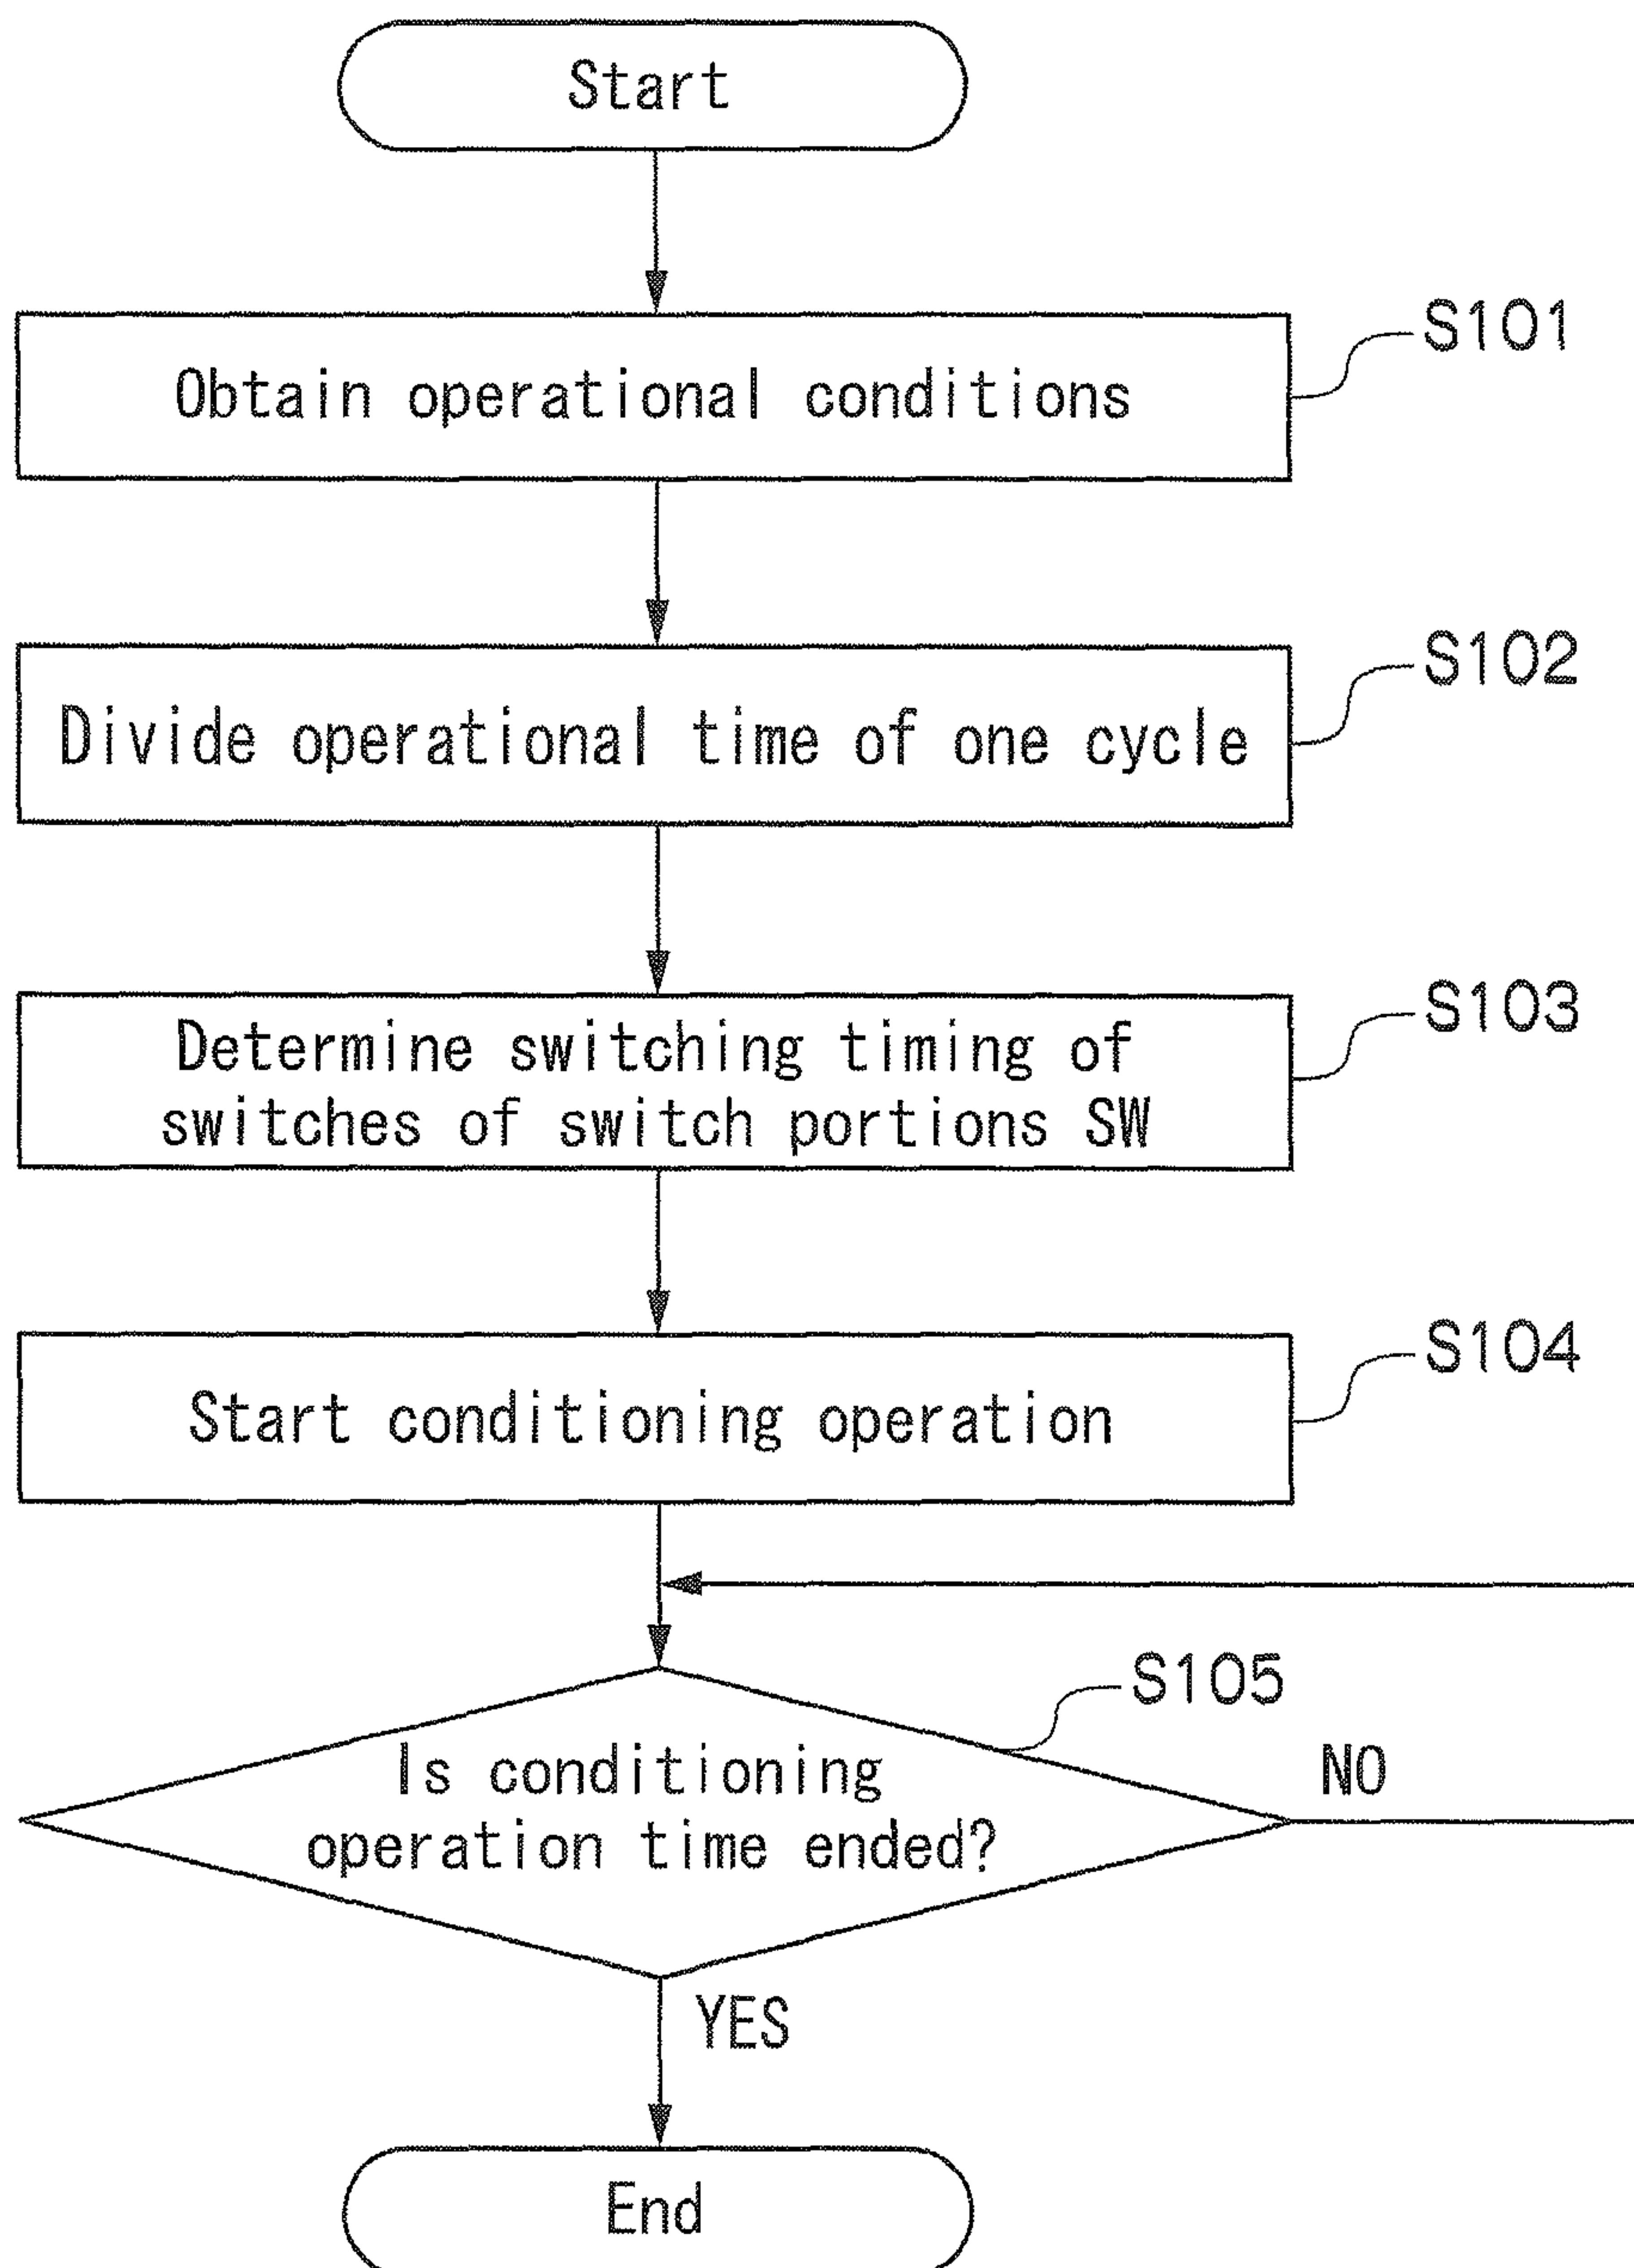 Start
S101
Obtain operational conditions
S102
Divide operational time of one cycle
S103
Determine switching timing of
switches of switch portions SW
S104
Start conditioning operation
S105
Is conditioning
operation time ended?
NO
YES
End